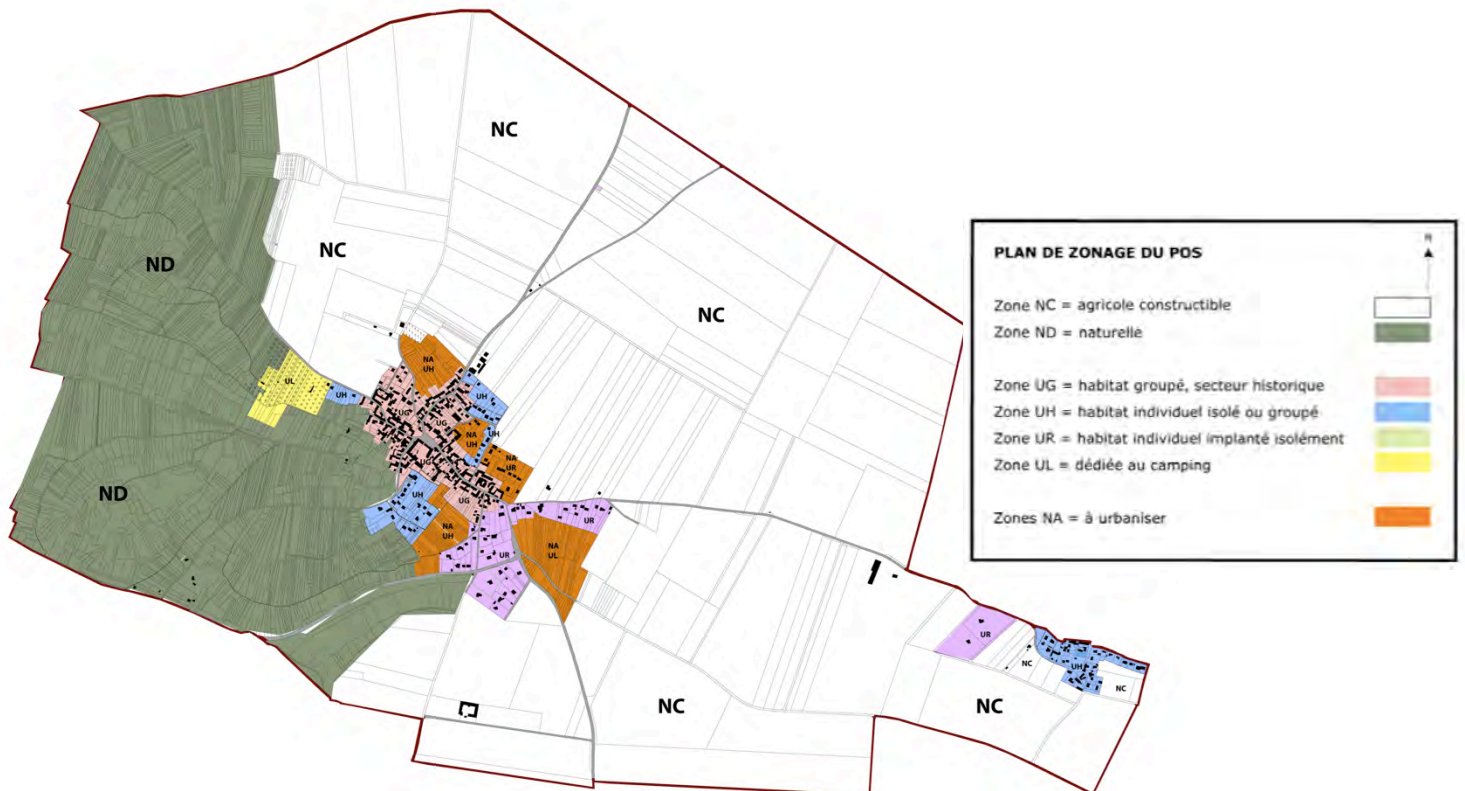 NC
NC
ND
NC
NA
UH
UL
UH
UH
UG
UG
NA
UH
UH
UG
NA
UR
ND
UH
UG
NA
UH
UR
UR
NA
UL
NC
NC
UR
NC
UH
NC
PLAN DE ZONAGE DU POS
N
Zone NC = agricole constructible
Zone ND = naturelle
Zone UG = habitat groupé, secteur historique
Zone UH = habitat individuel isolé ou groupé
Zone UR = habitat individuel implanté isolément
Zone UL = dédiée au camping
Zones NA = à urbaniser